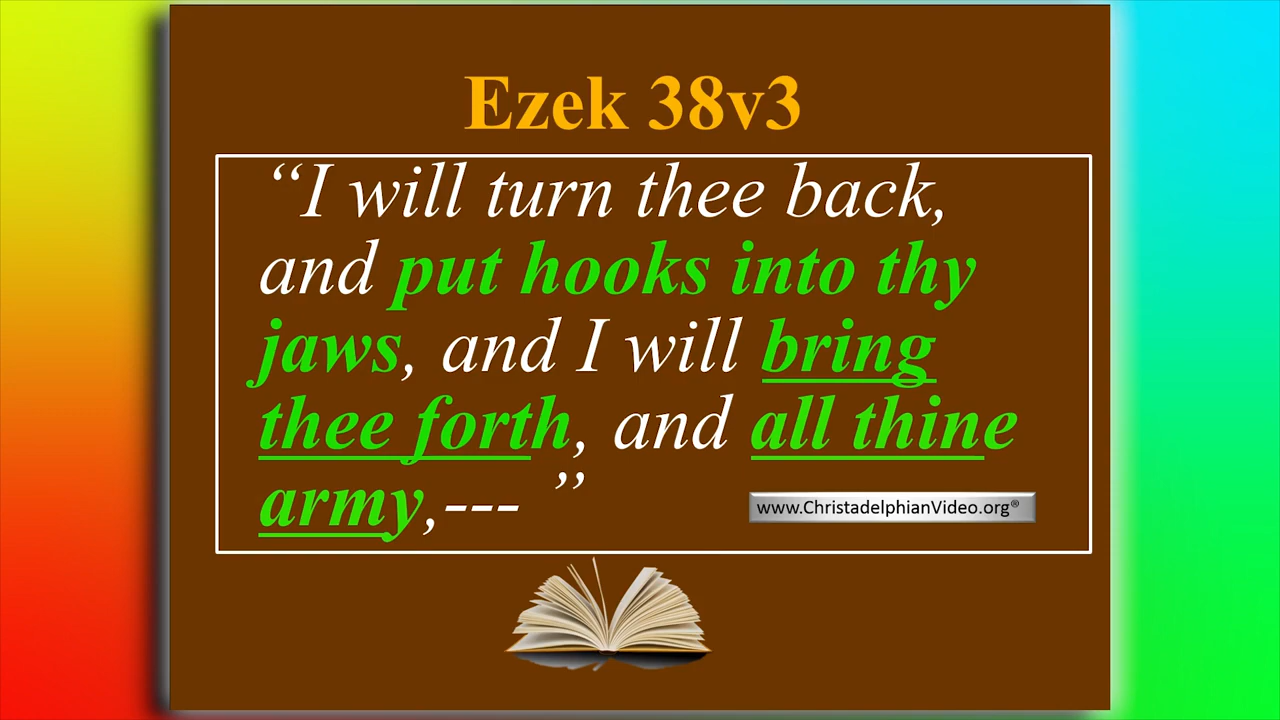 Ezek 38v3
“I will turn thee back,
and put hooks into thy
jaws, and I will bring
thee forth, and all thine
army,--- ”
www.ChristadelphianVideo.org®